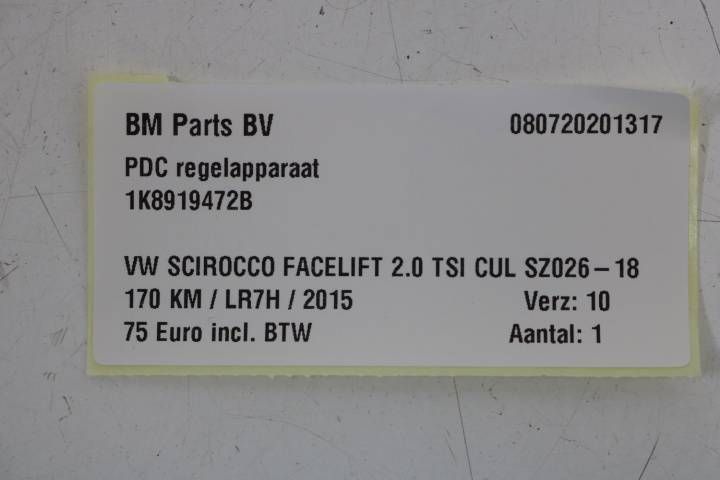 BM Parts BV 080720201317
PDC regelapparaat
1K8919472B
VW SCIROCCO FACELIFT 2.0 TSI CUL SZ026-18
170 KM / LR7H / 2015 Verz: 10
75 Euro incl. BTW Aantal: 1